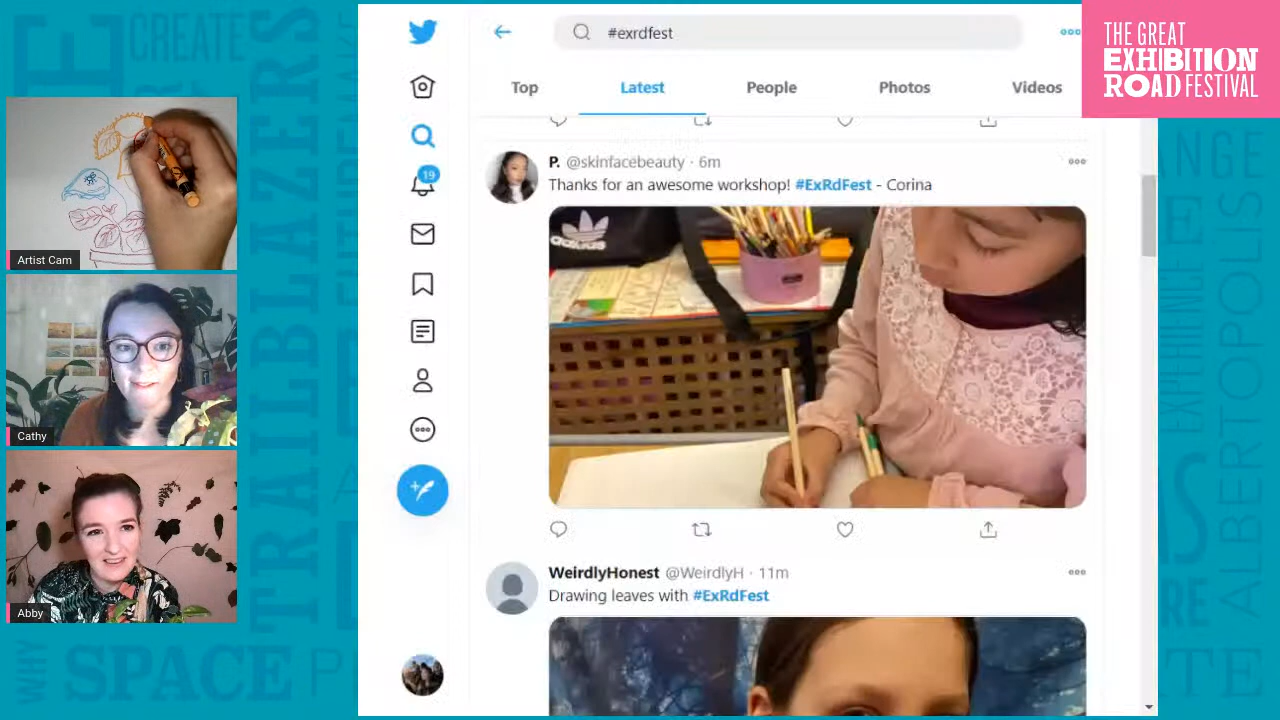 CREATE
TRAILBLAZERS
WHY
SPACE
ALBERTOPOLIS
Artist Cam
Cathy
Abby
#exrdfest
Top
Latest
People
Photos
Videos
19
P. @skinfacebeauty · 6m
Thanks for an awesome workshop! #ExRdFest - Corina
adidas
WeirdlyHonest @WeirdlyH · 11m
Drawing leaves with #ExRdFest
THE GREAT
EXHIBITION
ROAD FESTIVAL